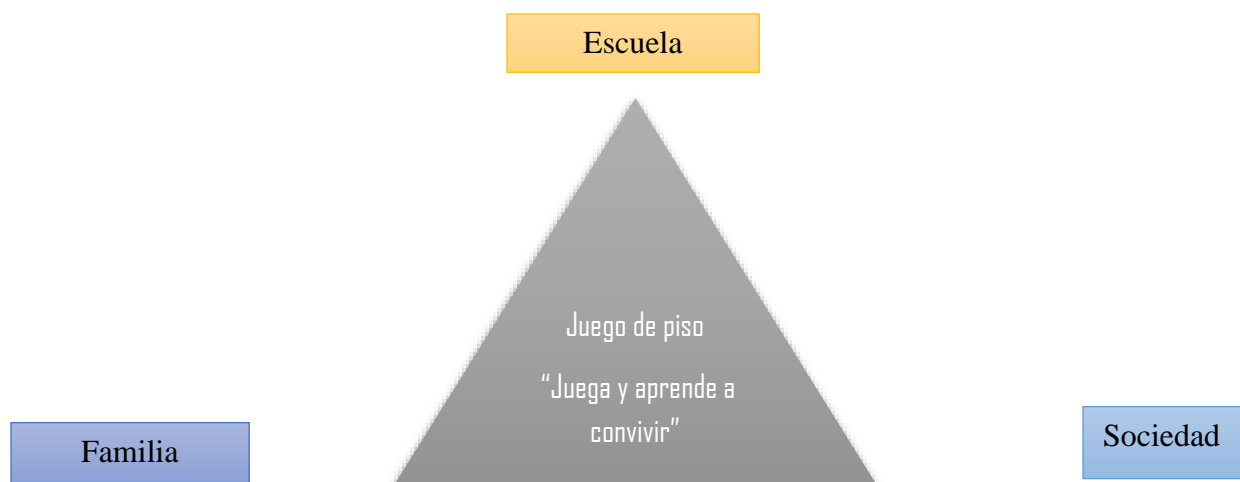 Escuela
Juego de piso
“Juega y aprende a
convivir”
Familia
Sociedad